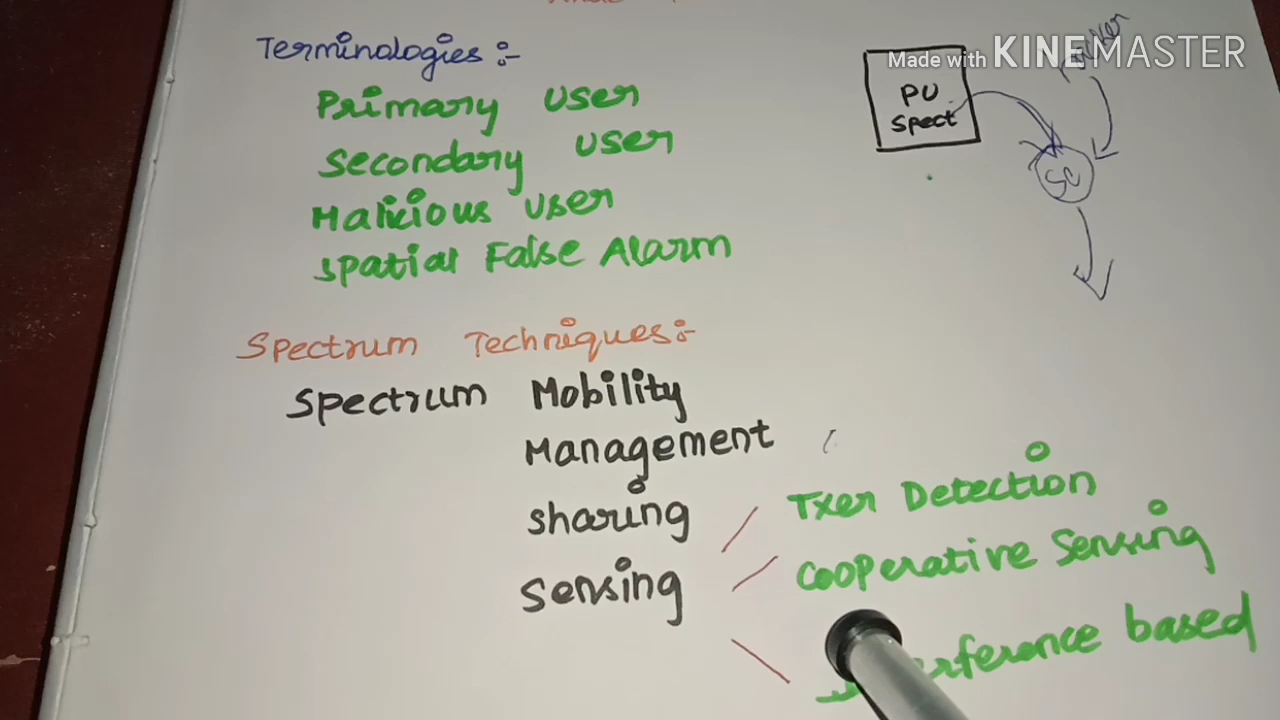 Terminologies :-
Primary User
Secondary User
Malicious User
Spatial False Alarm
Spectrum Techniques:-
Spectrum Mobility
Management
Sharing
Sensing
Txer Detection
Cooperative Sensing
based
PU
Spect
SU
Made with KINEMASTER